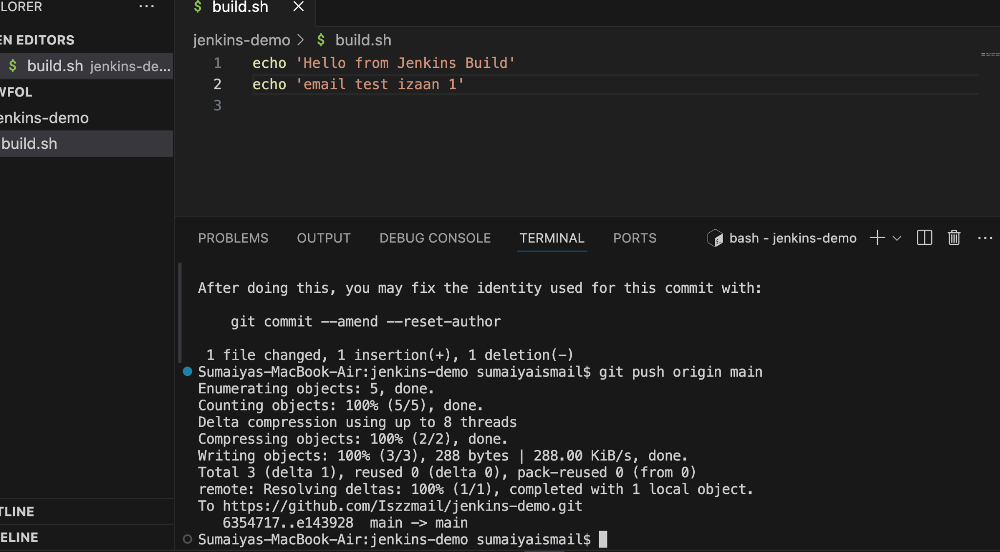 LORER ...
EN EDITORS
$ build.sh jenkins-de...
WFOL
enkins-demo
build.sh
TLINE
ELINE
$ build.sh
jenkins-demo > $ build.sh
1 echo 'Hello from Jenkins Build'
2 echo 'email test izaan 1'
3
PROBLEMS OUTPUT DEBUG CONSOLE TERMINAL PORTS bash - jenkins-demo
After doing this, you may fix the identity used for this commit with:
git commit --amend --reset-author
1 file changed, 1 insertion(+), 1 deletion(-)
Sumaiyas-MacBook-Air:jenkins-demo sumaiyaismail$ git push origin main
Enumerating objects: 5, done.
Counting objects: 100% (5/5), done.
Delta compression using up to 8 threads
Compressing objects: 100% (2/2), done.
Writing objects: 100% (3/3), 288 bytes | 288.00 KiB/s, done.
Total 3 (delta 1), reused 0 (delta 0), pack-reused 0 (from 0)
remote: Resolving deltas: 100% (1/1), completed with 1 local object.
To https://github.com/Iszzmail/jenkins-demo.git
6354717..e143928 main -> main
Sumaiyas-MacBook-Air:jenkins-demo sumaiyaismail$